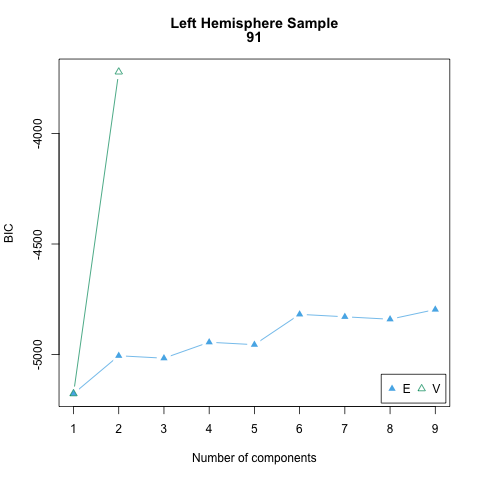 Left Hemisphere Sample
91
BIC
-4000
-4500
-5000
1 2 3 4 5 6 7 8 9
Number of components
E V